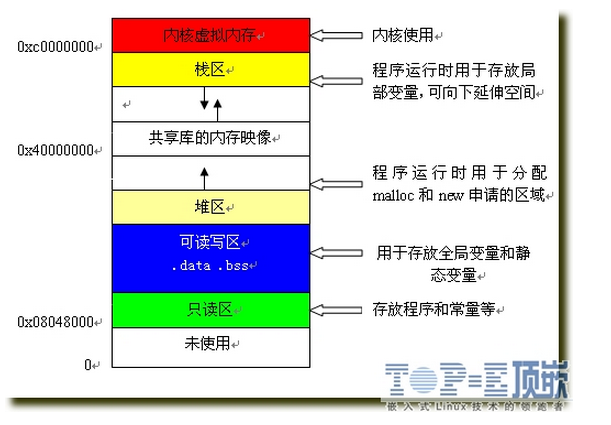 内核虚拟内存
内核使用
0xc0000000
栈区
程序运行时用于存放局
部变量,可向下延伸空间
共享库的内存映像
0x40000000
程序运行时用于分配
malloc 和 new 申请的区域
堆区
可读写区
.data .bss
用于存放全局变量和静
态变量
只读区
存放程序和常量等
0x08048000
未使用
0
TOP-E顶嵌
嵌入式Linux技术的领跑者